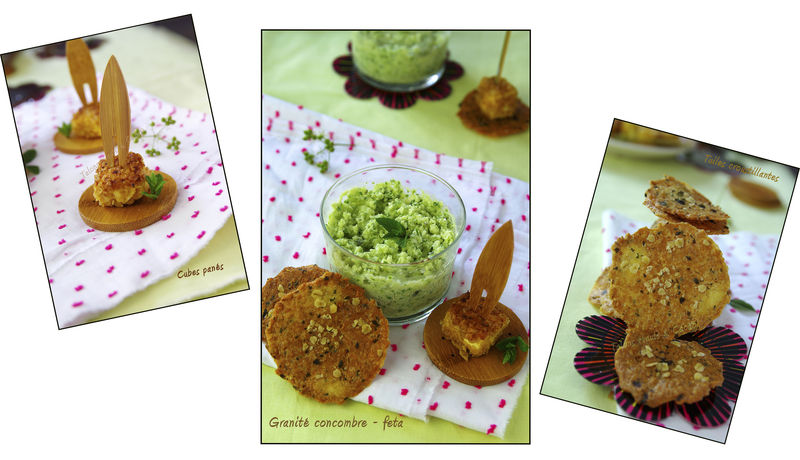 Cubes panés
Granité concombre - feta
Tuiles croustillantes